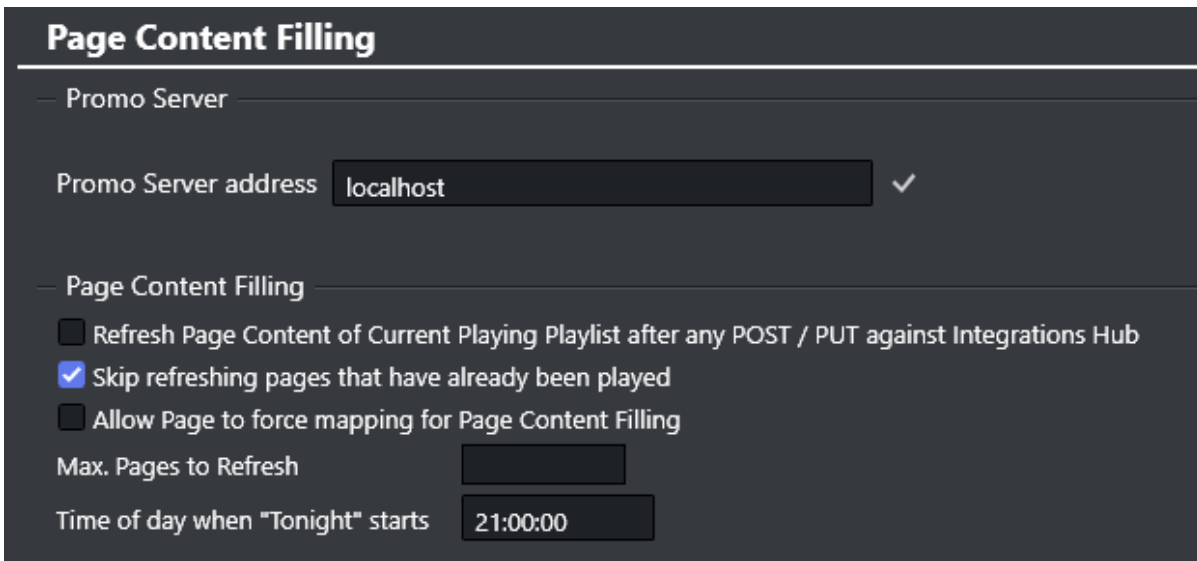 Page Content Filling
Promo Server
Promo Server address localhost
Page Content Filling
Refresh Page Content of Current Playing Playlist after any POST / PUT against Integrations Hub
Skip refreshing pages that have already been played
Allow Page to force mapping for Page Content Filling
Max. Pages to Refresh
Time of day when "Tonight" starts 21:00:00